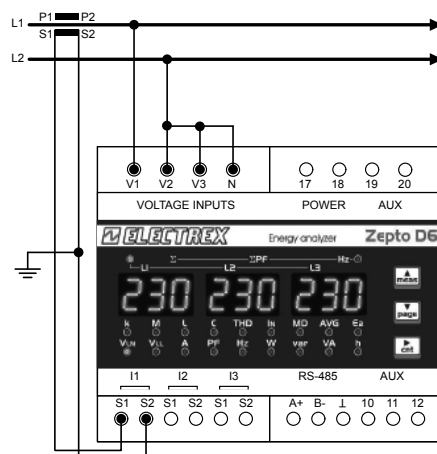 L1 P1 P2
S1 S2
L2
V1 V2 V3 N 17 18 19 20
VOLTAGE INPUTS POWER AUX
ELECTREX Energy analyzer Zepto D6
Σ ΣPF Hz
L1 L2 L3
230 230 230
meas
page
cnt
k M L C THD IN MD AVG Ea
VLN VLL A PF Hz W var VA h
I1 I2 I3 RS-485 AUX
S1 S2 S1 S2 S1 S2 A+ B- ⊥ 10 11 12